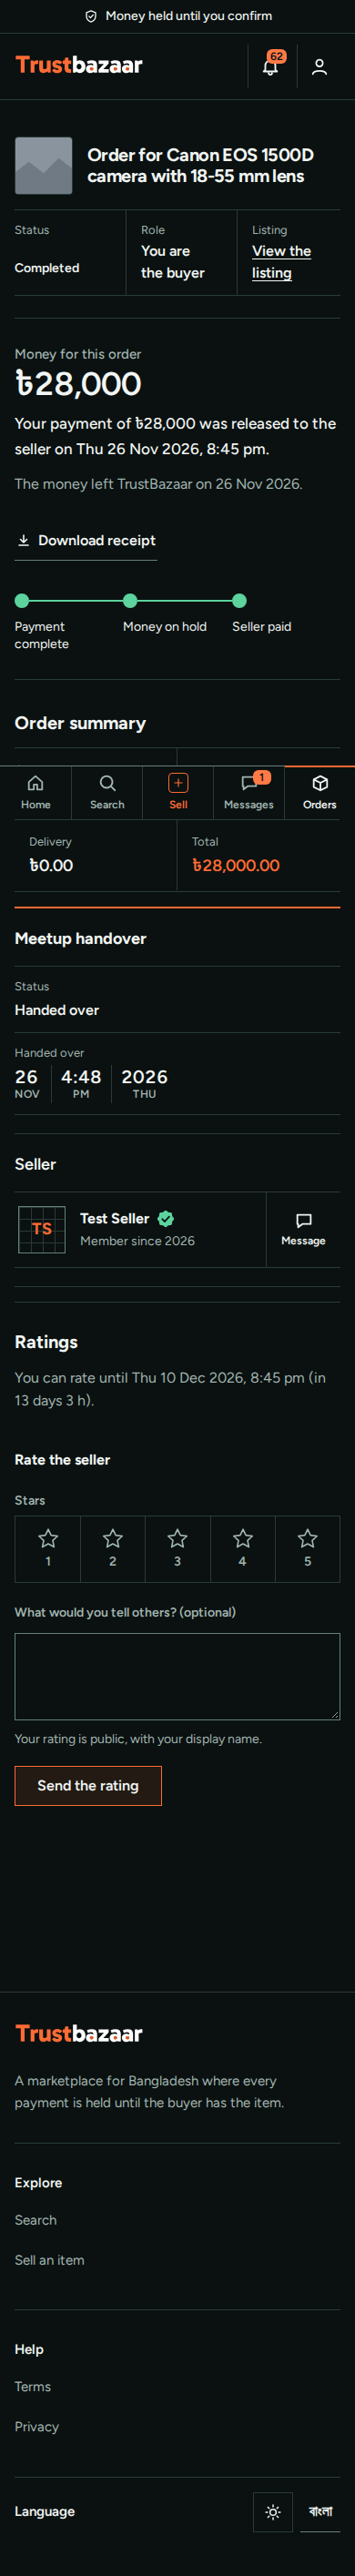 Money held until you confirm
Trustbazaar
62
Order for Canon EOS 1500D
camera with 18-55 mm lens
Status
Role
Listing
Completed
You are
the buyer
View the
listing
Money for this order
৳28,000
Your payment of ৳28,000 was released to the
seller on Thu 26 Nov 2026, 8:45 pm.
The money left TrustBazaar on 26 Nov 2026.
Download receipt
Payment
complete
Money on hold
Seller paid
Order summary
Home
Search
Sell
1
Messages
Orders
Delivery
Total
৳0.00
৳28,000.00
Meetup handover
Status
Handed over
Handed over
26 4:48 2026
NOV PM THU
Seller
TS
Test Seller
Member since 2026
Message
Ratings
You can rate until Thu 10 Dec 2026, 8:45 pm (in
13 days 3 h).
Rate the seller
Stars
1 2 3 4 5
What would you tell others? (optional)
Your rating is public, with your display name.
Send the rating
Trustbazaar
A marketplace for Bangladesh where every
payment is held until the buyer has the item.
Explore
Search
Sell an item
Help
Terms
Privacy
Language
বাংলা